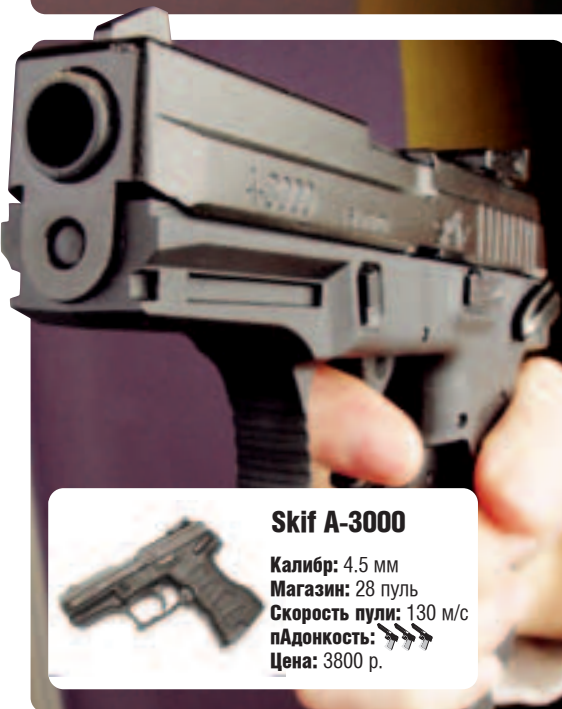 Skif A-3000
Калибр: 4.5 мм
Магазин: 28 пуль
Скорость пули: 130 м/с
пАдонкость:
Цена: 3800 р.